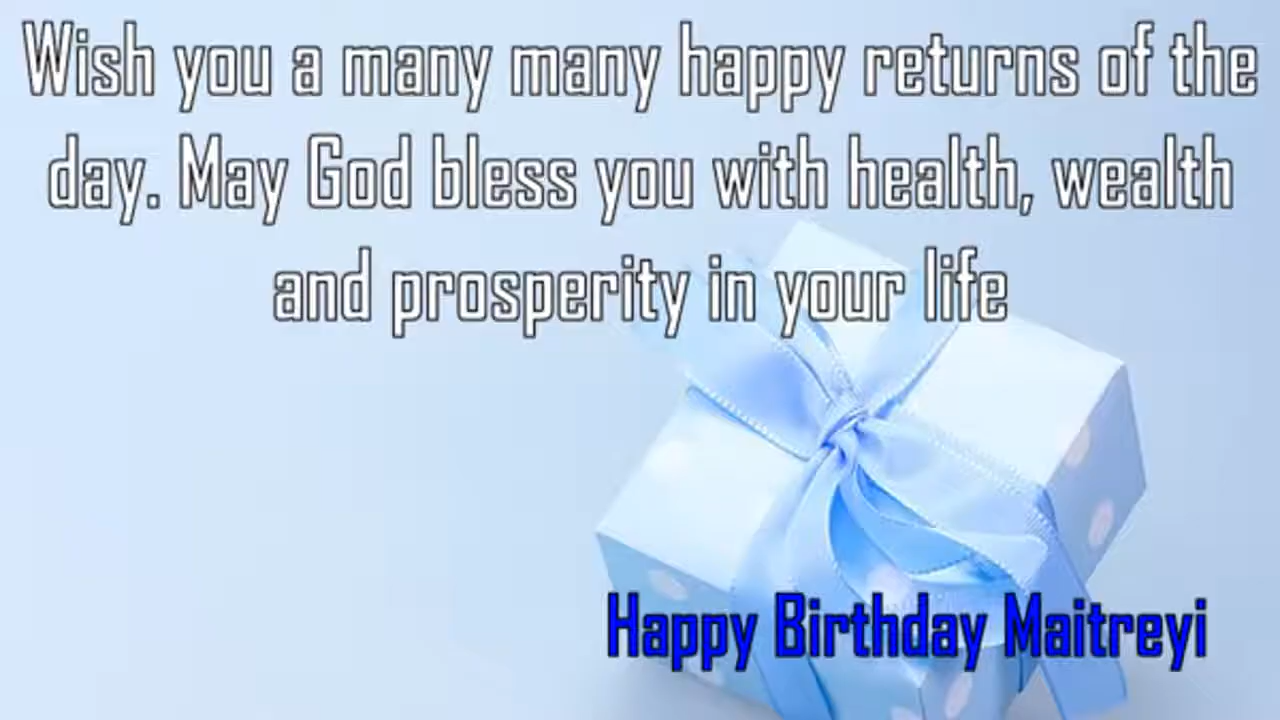 Wish you a many many happy returns of the
day. May God bless you with health, wealth
and prosperity in your life
Happy Birthday Maitreyi